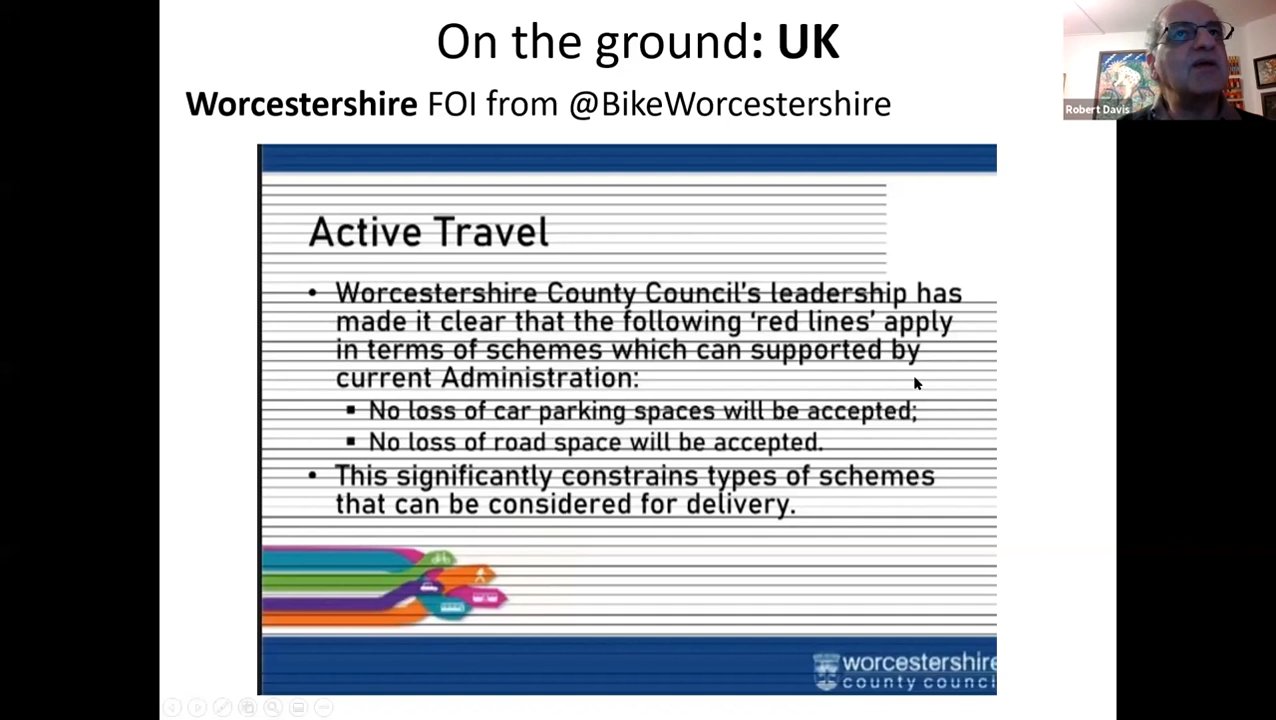 On the ground: UK
Worcestershire FOI from @BikeWorcestershire
Robert Davis
Active Travel
• Worcestershire County Council's leadership has
made it clear that the following 'red lines' apply
in terms of schemes which can supported by
current Administration:
▪ No loss of car parking spaces will be accepted;
▪ No loss of road space will be accepted.
• This significantly constrains types of schemes
that can be considered for delivery.
worcestershire
county counci